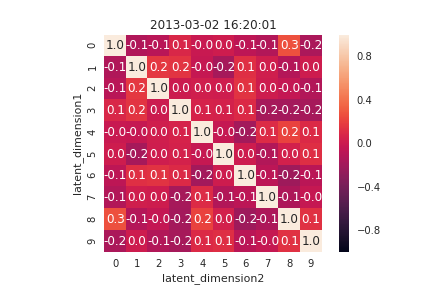 2013-03-02 16:20:01
0 1.0 -0.1 -0.1 0.1 -0.0 0.0 -0.1 -0.1 0.3 -0.2
1 -0.1 1.0 0.2 0.2 -0.0 -0.2 0.1 0.0 -0.1 0.0
2 -0.1 0.2 1.0 0.0 0.0 0.0 0.1 0.0 -0.0 -0.1
3 0.1 0.2 0.0 1.0 0.1 0.1 0.1 -0.2 -0.2 -0.2
4 -0.0 -0.0 0.0 0.1 1.0 -0.0 -0.2 0.1 0.2 0.1
5 0.0 -0.2 0.0 0.1 -0.0 1.0 0.0 -0.1 0.0 0.1
6 -0.1 0.1 0.1 0.1 -0.2 0.0 1.0 -0.1 -0.2 -0.1
7 -0.1 0.0 0.0 -0.2 0.1 -0.1 -0.1 1.0 -0.1 -0.0
8 0.3 -0.1 -0.0 -0.2 0.2 0.0 -0.2 -0.1 1.0 0.1
9 -0.2 0.0 -0.1 -0.2 0.1 0.1 -0.1 -0.0 0.1 1.0
0 1 2 3 4 5 6 7 8 9
latent_dimension1
latent_dimension2
0.8
0.4
0.0
-0.4
-0.8